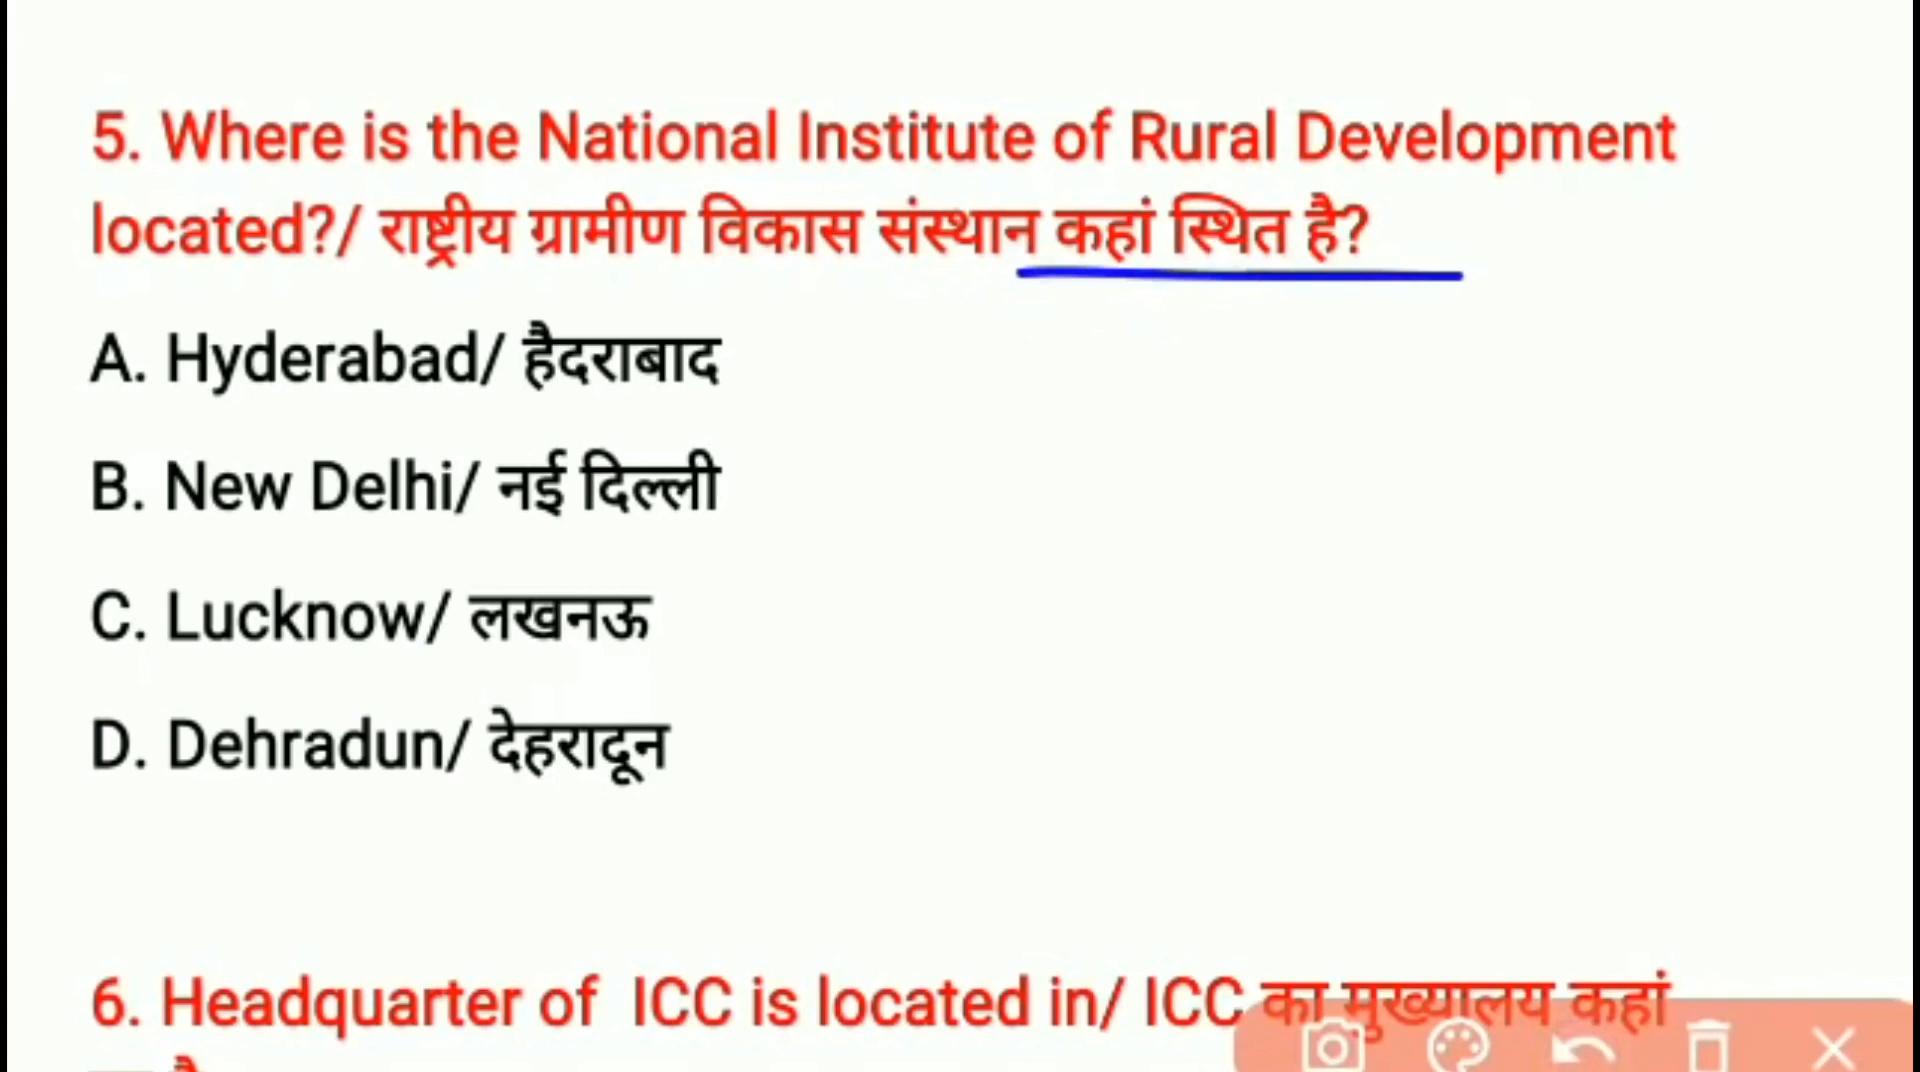 5. Where is the National Institute of Rural Development
located?/ राष्ट्रीय ग्रामीण विकास संस्थान कहां स्थित है?
A. Hyderabad/ हैदराबाद
B. New Delhi/ नई दिल्ली
C. Lucknow/ लखनऊ
D. Dehradun/ देहरादून
6. Headquarter of ICC is located in/ ICC का मुख्यालय कहां